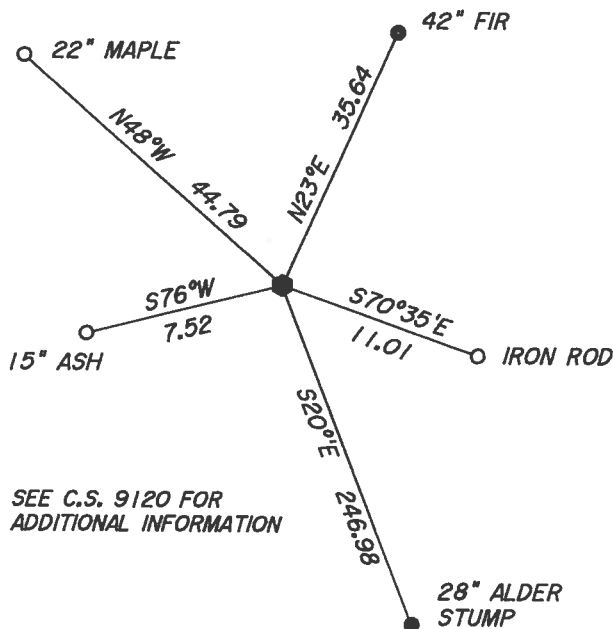 42" FIR
22" MAPLE
N48°W 44.79
N23°E 35.64
S76°W
7.52
S70°35'E
11.01
15" ASH
IRON ROD
S20°'E 246.98
SEE C.S. 9120 FOR
ADDITIONAL INFORMATION
28" ALDER
STUMP